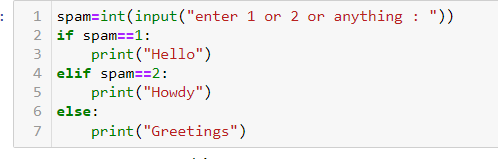 1 spam=int(input("enter 1 or 2 or anything : "))
2 if spam==1:
3     print("Hello")
4 elif spam==2:
5     print("Howdy")
6 else:
7     print("Greetings")